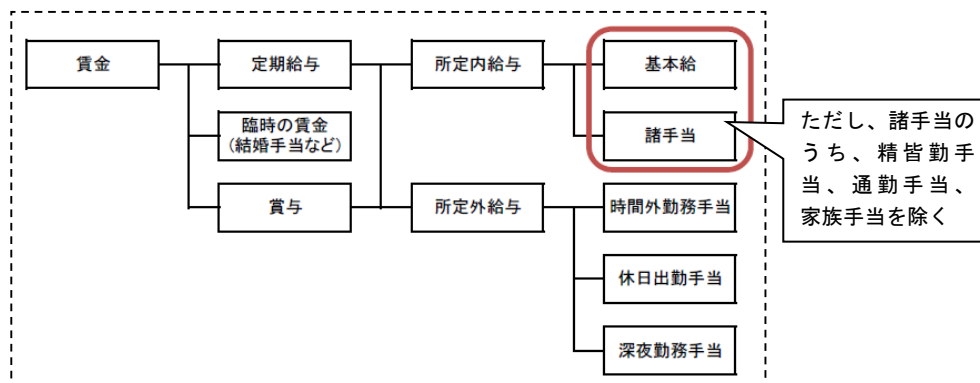 賃金
定期給与
所定内給与
基本給
臨時の賃金
(結婚手当など)
諸手当
賞与
所定外給与
時間外勤務手当
休日出勤手当
深夜勤務手当
ただし、諸手当の
うち、精皆勤手
当、通勤手当、
家族手当を除く